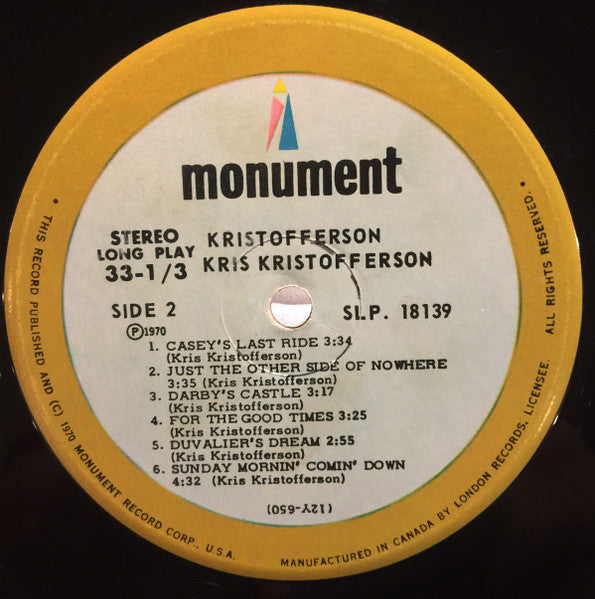 monument
STEREO
LONG PLAY
33-1/3
KRISTOFFERSON
KRIS KRISTOFFERSON
SIDE 2
SLP. 18139
Ⓟ1970
1. CASEY'S LAST RIDE 3:34
(Kris Kristofferson)
2. JUST THE OTHER SIDE OF NOWHERE
3:35 (Kris Kristofferson)
3. DARBY'S CASTLE 3:17
(Kris Kristofferson)
4. FOR THE GOOD TIMES 3:25
(Kris Kristofferson)
5. DUVALIER'S DREAM 2:55
(Kris Kristofferson)
6. SUNDAY MORNIN' COMIN' DOWN
4:32 (Kris Kristofferson)
(12Y-650)
• THIS RECORD PUBLISHED AND (C) 1970 MONUMENT RECORD CORP., U.S.A.
MANUFACTURED IN CANADA BY LONDON RECORDS, LICENSEE. ALL RIGHTS RESERVED. •